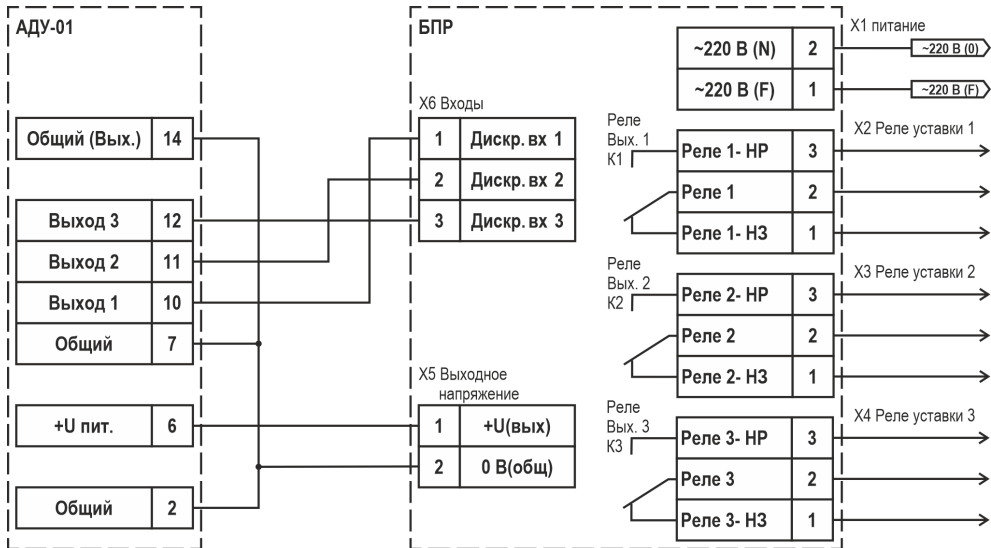 АДУ-01
Общий (Вых.) 14
Выход 3 12
Выход 2 11
Выход 1 10
Общий 7
+U пит. 6
Общий 2
БПР
X6 Входы
1 Дискр. вх 1
2 Дискр. вх 2
3 Дискр. вх 3
X5 Выходное
напряжение
1 +U(вых)
2 0 В(общ)
X1 питание
~220 В (N) 2
~220 В (0)
~220 В (F) 1
~220 В (F)
Реле
Вых. 1
К1
X2 Реле уставки 1
Реле 1- НР 3
Реле 1 2
Реле 1- НЗ 1
Реле
Вых. 2
К2
X3 Реле уставки 2
Реле 2- НР 3
Реле 2 2
Реле 2- НЗ 1
Реле
Вых. 3
К3
X4 Реле уставки 3
Реле 3- НР 3
Реле 3 2
Реле 3- НЗ 1